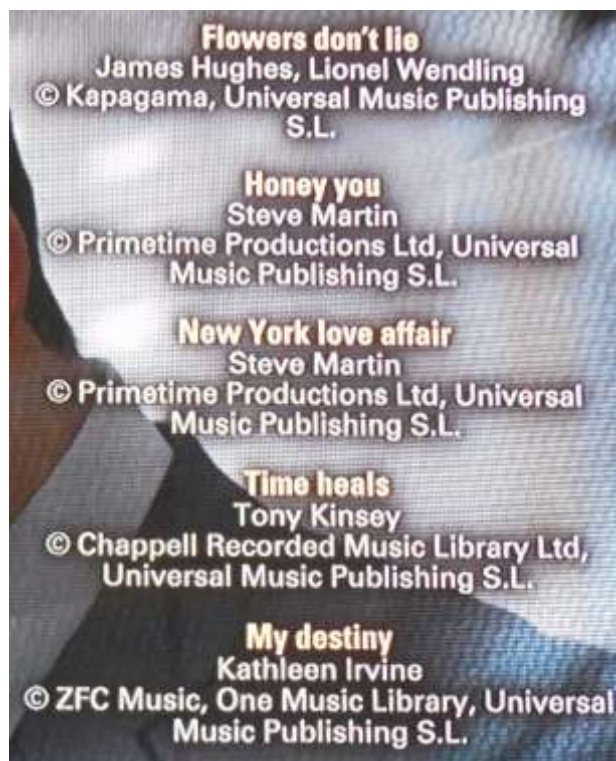 Flowers don't lie
James Hughes, Lionel Wendling
© Kapagama, Universal Music Publishing
S.L.
Honey you
Steve Martin
© Primetime Productions Ltd, Universal
Music Publishing S.L.
New York love affair
Steve Martin
© Primetime Productions Ltd, Universal
Music Publishing S.L.
Time heals
Tony Kinsey
© Chappell Recorded Music Library Ltd,
Universal Music Publishing S.L.
My destiny
Kathleen Irvine
© ZFC Music, One Music Library, Universal
Music Publishing S.L.